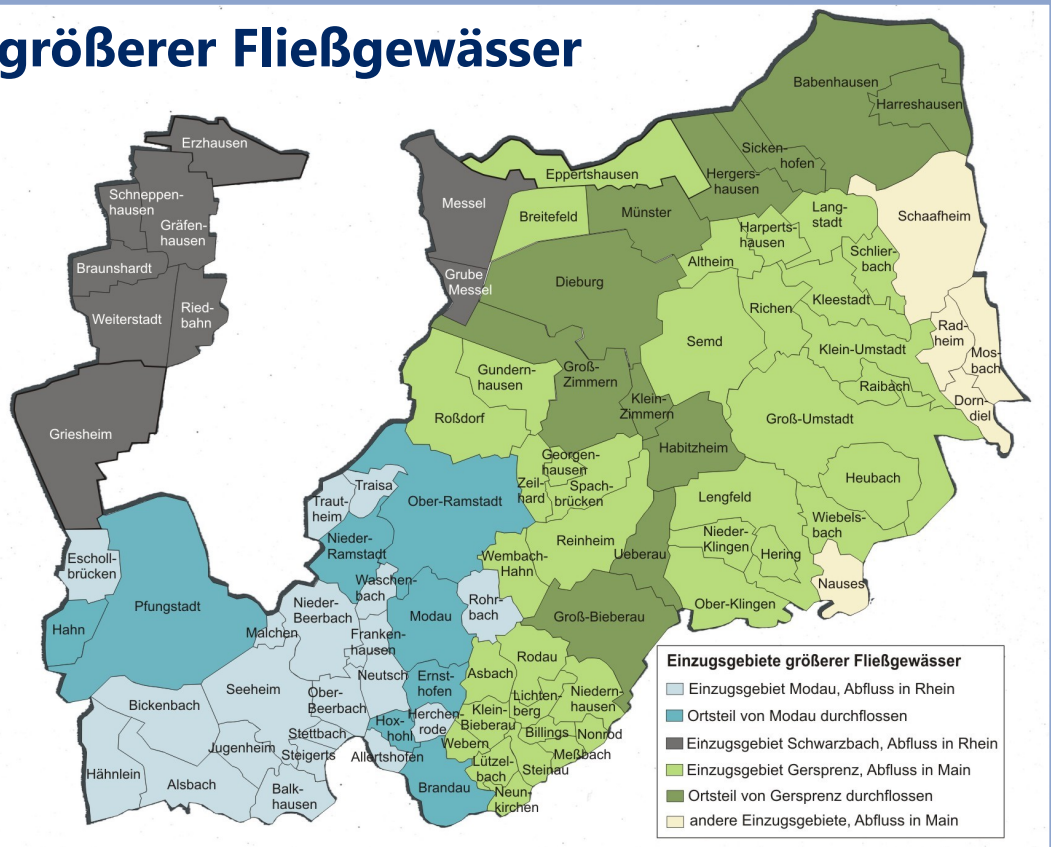 größerer Fließgewässer
Erzhausen
Schneppen-
hausen
Gräfen-
hausen
Braunshardt
Weiterstadt
Ried-
bahn
Griesheim
Messel
Grube
Messel
Eppertshausen
Breitefeld
Münster
Hergers-
hausen
Sicken-
hofen
Babenhausen
Harreshausen
Schaafheim
Lang-
stadt
Harperts-
hausen
Schlier-
bach
Altheim
Dieburg
Richen
Kleestadt
Semd
Klein-Umstadt
Rad-
heim
Mos-
bach
Raibach
Dorn-
diel
Groß-Umstadt
Gundern-
hausen
Groß-
Zimmern
Klein-
Zimmern
Roßdorf
Habitzheim
Georgen-
hausen
Zeil-
hard
Spach-
brücken
Heubach
Lengfeld
Wiebels-
bach
Traisa
Traut-
heim
Ober-Ramstadt
Nieder-
Ramstadt
Reinheim
Ueberau
Nieder-
Klingen
Hering
Nauses
Wembach-
Hahn
Ober-Klingen
Groß-Bieberau
Eschollbrücken
Pfungstadt
Hahn
Waschen-
bach
Nieder-
Beerbach
Modau
Rohr-
bach
Malchen
Franken-
hausen
Neutsch
Ernst-
hofen
Asbach
Rodau
Lichten-
berg
Niedern-
hausen
Seeheim
Ober-
Beerbach
Bickenbach
Stettbach
Hox-
hohl
Herchen-
rode
Klein-
Bieberau
Billings
Nonrod
Webern
Meßbach
Jugenheim
Steigerts
Allertshofen
Lützel-
bach
Steinau
Hähnlein
Alsbach
Balk-
hausen
Brandau
Neun-
kirchen
Einzugsgebiete größerer Fließgewässer
Einzugsgebiet Modau, Abfluss in Rhein
Ortsteil von Modau durchflossen
Einzugsgebiet Schwarzbach, Abfluss in Rhein
Einzugsgebiet Gersprenz, Abfluss in Main
Ortsteil von Gersprenz durchflossen
andere Einzugsgebiete, Abfluss in Main